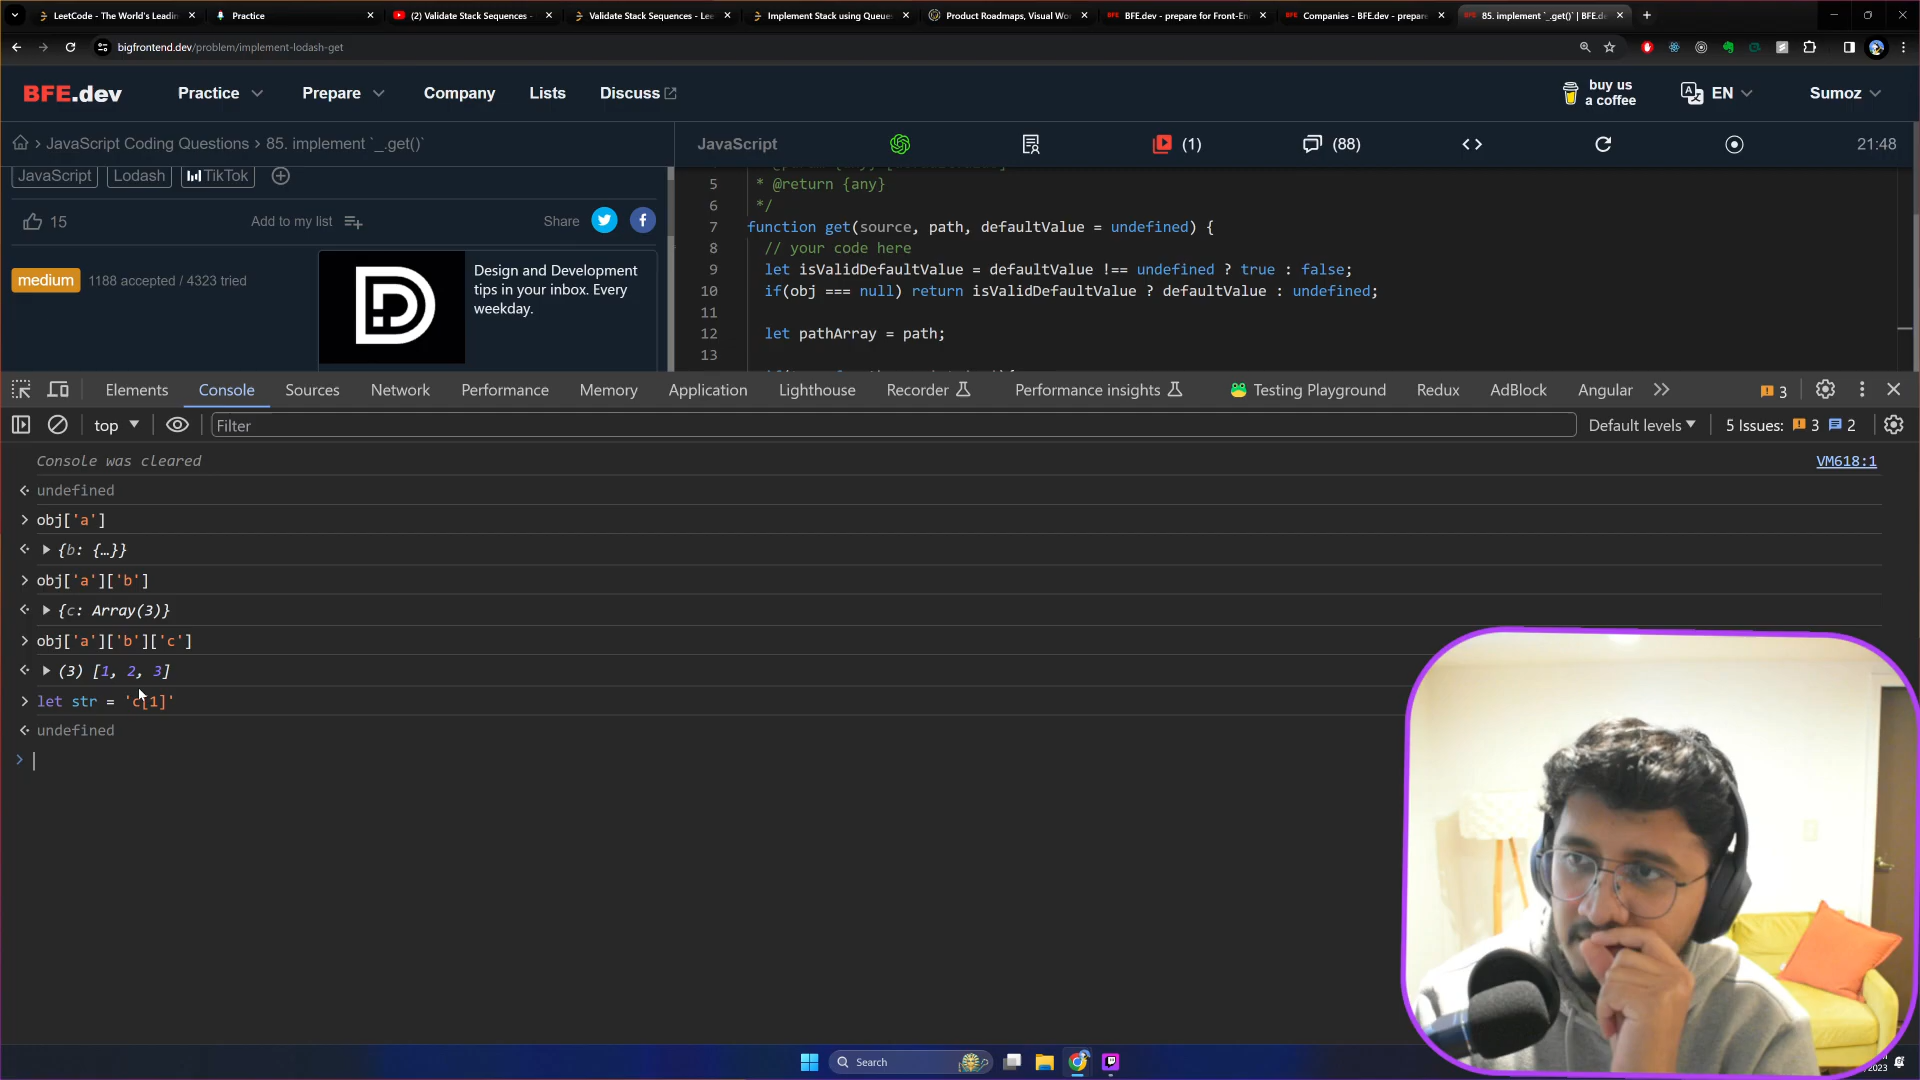 LeetCode - The World's Leadin
Practice
(2) Validate Stack Sequences -
Validate Stack Sequences - Lee
Implement Stack using Queue
Product Roadmaps, Visual Wor
BFE.dev - prepare for Front-En
Companies - BFE.dev - prepare
85. implement `_.get()` | BFE.de
bigfrontend.dev/problem/implement-lodash-get
BFE.dev
Practice
Prepare
Company
Lists
Discuss
buy us
a coffee
EN
Sumoz
> JavaScript Coding Questions > 85. implement `_.get()`
JavaScript
(1)
(88)
21:48
JavaScript
Lodash
TikTok
15
Add to my list
Share
medium
1188 accepted / 4323 tried
Design and Development
tips in your inbox. Every
weekday.
5 * @return {any}
6 */
7 function get(source, path, defaultValue = undefined) {
8 // your code here
9 let isValidDefaultValue = defaultValue !== undefined ? true : false;
10 if(obj === null) return isValidDefaultValue ? defaultValue : undefined;
11
12 let pathArray = path;
13
Elements
Console
Sources
Network
Performance
Memory
Application
Lighthouse
Recorder
Performance insights
Testing Playground
Redux
AdBlock
Angular
3
top
Filter
Default levels
5 Issues: 3 2
Console was cleared
VM618:1
undefined
obj['a']
{b: {…}}
obj['a']['b']
{c: Array(3)}
obj['a']['b']['c']
(3) [1, 2, 3]
let str = 'c[1]'
undefined
Search
2023